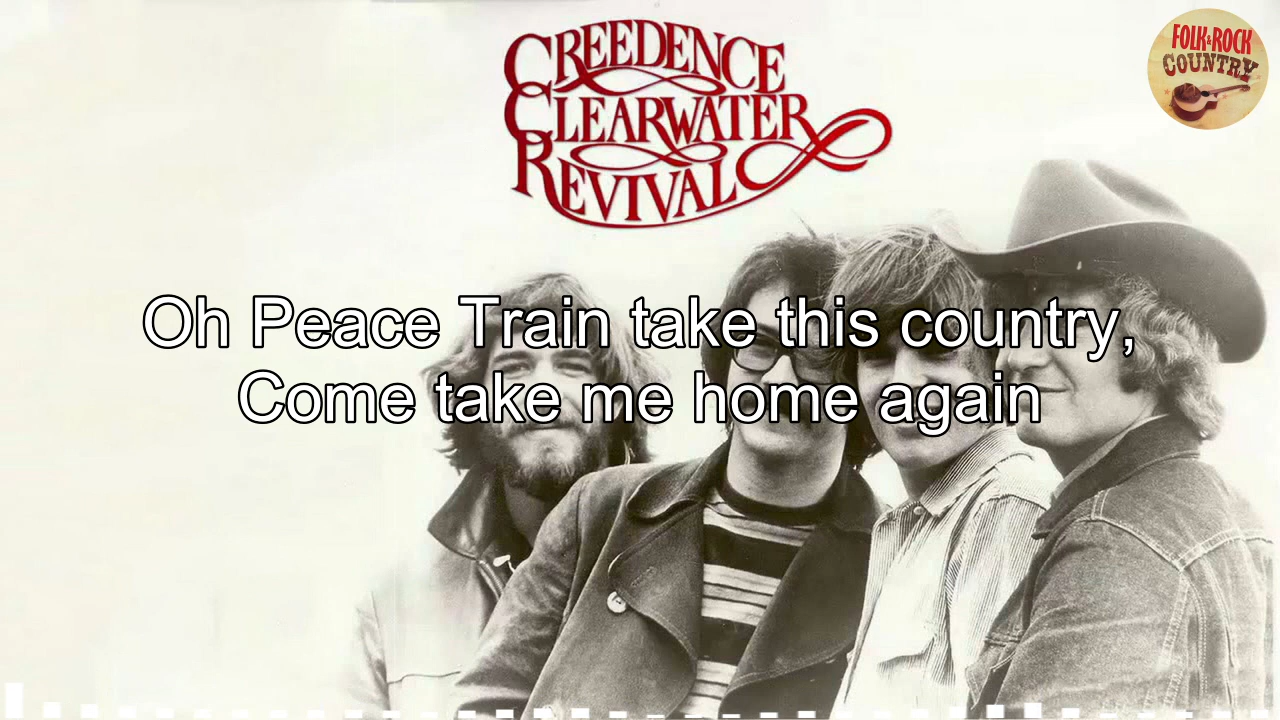 CREEDENCE
CLEARWATER
REVIVAL
FOLK & ROCK
COUNTRY
Oh Peace Train take this country,
Come take me home again